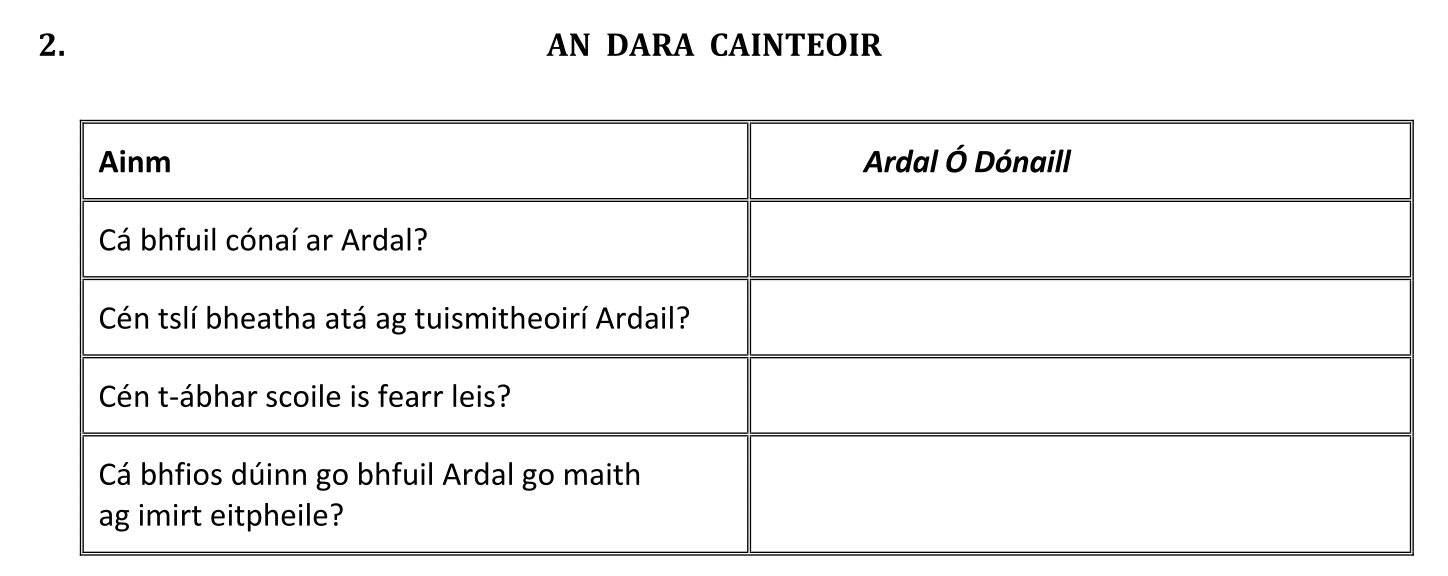 2. AN DARA CAINTEOIR
Ainm Ardal Ó Dónaill
Cá bhfuil cónaí ar Ardal?
Cén tslí bheatha atá ag tuismitheoirí Ardail?
Cén t-ábhar scoile is fearr leis?
Cá bhfios dúinn go bhfuil Ardal go maith
ag imirt eitpheile?